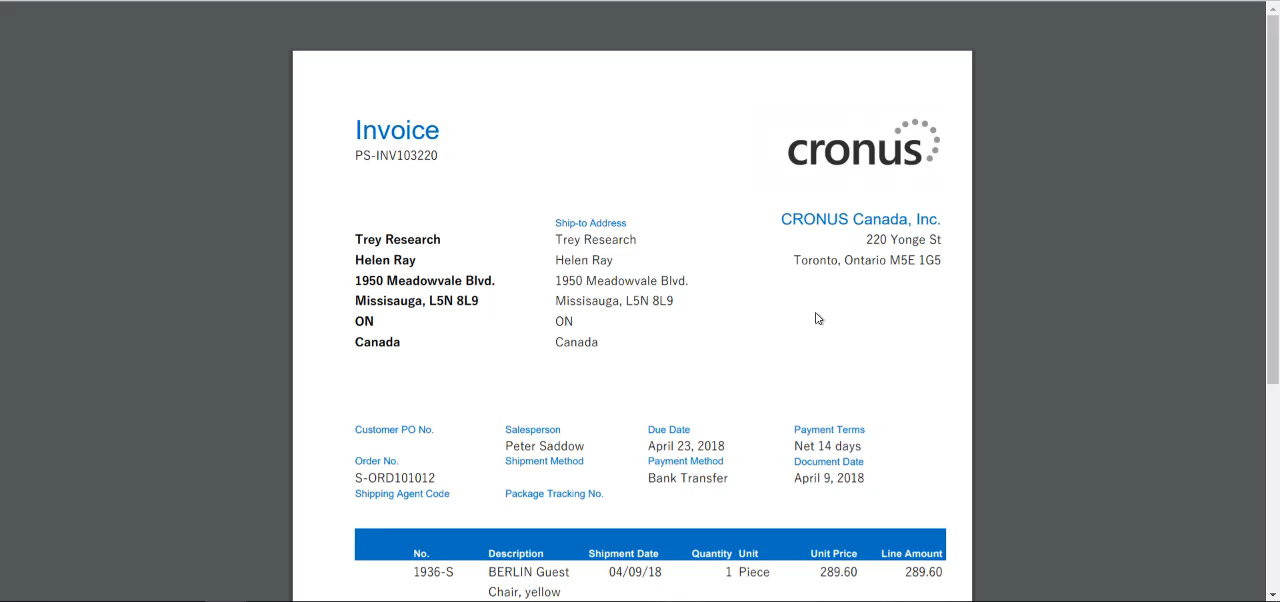 Invoice
PS-INV103220
cronus
CRONUS Canada, Inc.
220 Yonge St
Toronto, Ontario M5E 1G5
Trey Research
Helen Ray
1950 Meadowvale Blvd.
Missisauga, L5N 8L9
ON
Canada
Ship-to Address
Trey Research
Helen Ray
1950 Meadowvale Blvd.
Missisauga, L5N 8L9
ON
Canada
Customer PO No. Salesperson Due Date Payment Terms
Peter Saddow April 23, 2018 Net 14 days
Order No. Shipment Method Payment Method Document Date
S-ORD101012 Bank Transfer April 9, 2018
Shipping Agent Code Package Tracking No.
No. Description Shipment Date Quantity Unit Unit Price Line Amount
1936-S BERLIN Guest 04/09/18 1 Piece 289.60 289.60
Chair, yellow